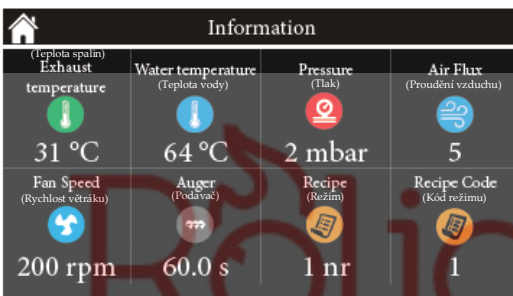 Information
(Teplota spalin)
Exhaust
temperature
31 °C
Water temperature
(Teplota vody)
64 °C
Pressure
(Tlak)
2 mbar
Air Flux
(Proudění vzduchu)
5
Fan Speed
(Rychlost větráku)
200 rpm
Auger
(Podavač)
60.0 s
Recipe
(Režim)
1 nr
Recipe Code
(Kód režimu)
1